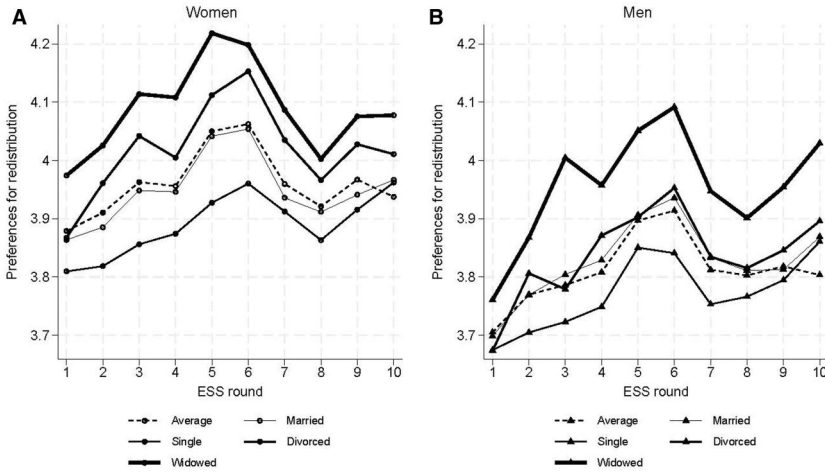 A
Women
Preferences for redistribution
4.2
4.1
4
3.9
3.8
3.7
1 2 3 4 5 6 7 8 9 10
ESS round
Average Married
Single Divorced
Widowed
B
Men
Preferences for redistribution
4.2
4.1
4
3.9
3.8
3.7
1 2 3 4 5 6 7 8 9 10
ESS round
Average Married
Single Divorced
Widowed